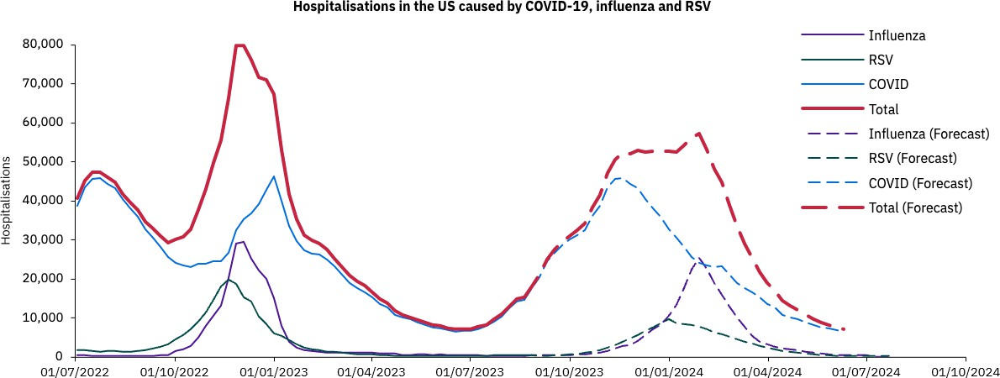 Hospitalisations in the US caused by COVID-19, influenza and RSV
Hospitalisations
80,000
70,000
60,000
50,000
40,000
30,000
20,000
10,000
0
01/07/2022
01/10/2022
01/01/2023
01/04/2023
01/07/2023
01/10/2023
01/01/2024
01/04/2024
01/07/2024
01/10/2024
Influenza
RSV
COVID
Total
Influenza (Forecast)
RSV (Forecast)
COVID (Forecast)
Total (Forecast)